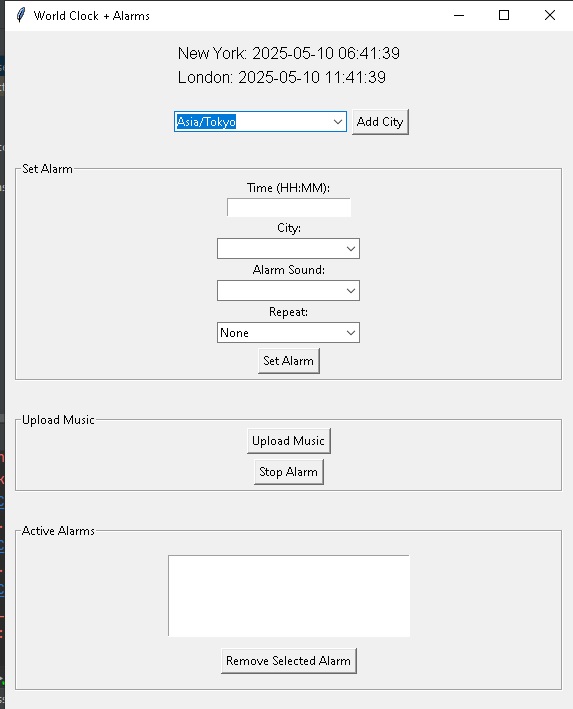 World Clock + Alarms
New York: 2025-05-10 06:41:39
London: 2025-05-10 11:41:39
Asia/Tokyo
Add City
Set Alarm
Time (HH:MM):
City:
Alarm Sound:
Repeat:
None
Set Alarm
Upload Music
Upload Music
Stop Alarm
Active Alarms
Remove Selected Alarm